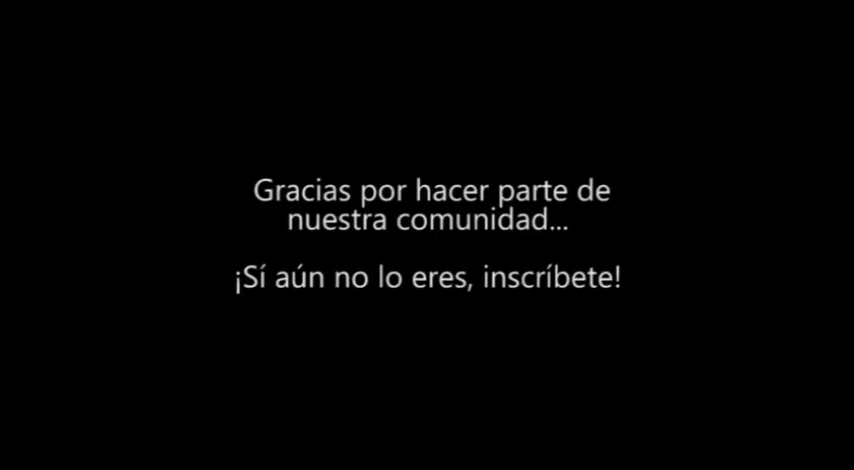 Gracias por hacer parte de
nuestra comunidad...
¡Sí aún no lo eres, inscríbete!